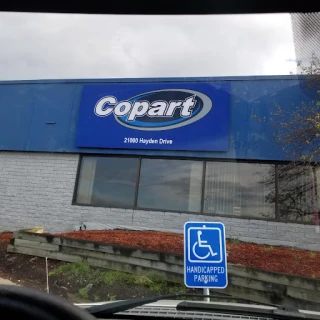 Copart
21000 Hayden Drive
HANDICAPPED
PARKING